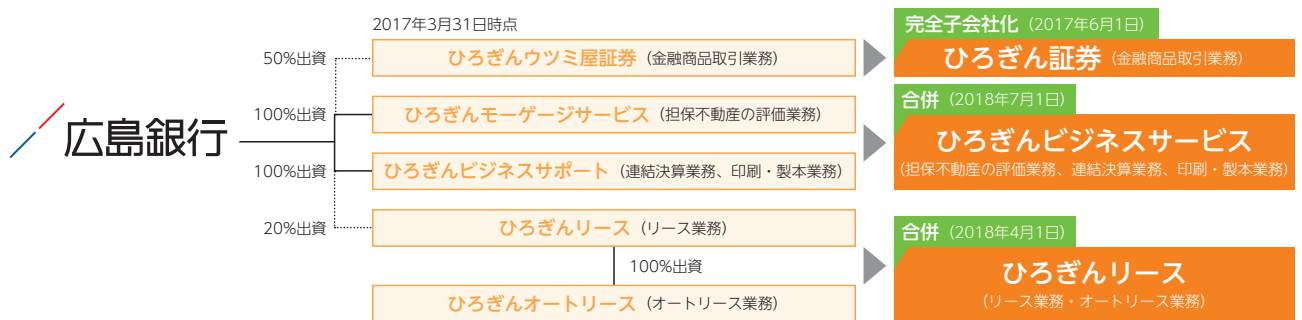 2017年3月31日時点
50%出資
ひろぎんウツミ屋証券（金融商品取引業務）
完全子会社化（2017年6月1日）
ひろぎん証券（金融商品取引業務）
広島銀行
100%出資
ひろぎんモーゲージサービス（担保不動産の評価業務）
100%出資
ひろぎんビジネスサポート（連結決算業務、印刷・製本業務）
合併（2018年7月1日）
ひろぎんビジネスサービス
（担保不動産の評価業務、連結決算業務、印刷・製本業務）
20%出資
ひろぎんリース（リース業務）
100%出資
ひろぎんオートリース（オートリース業務）
合併（2018年4月1日）
ひろぎんリース
（リース業務・オートリース業務）